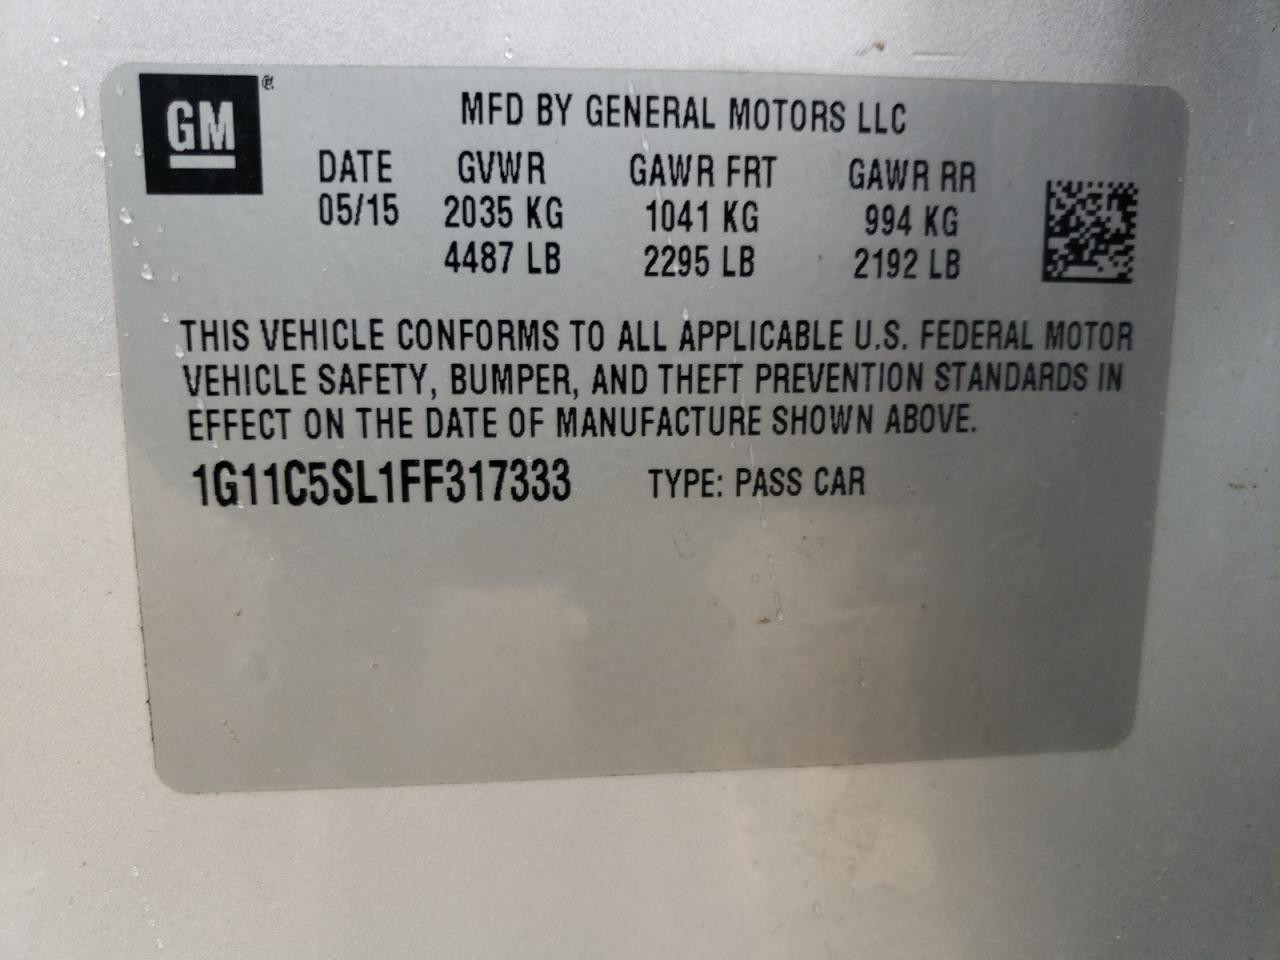 GM ®
MFD BY GENERAL MOTORS LLC
DATE GVWR GAWR FRT GAWR RR
05/15 2035 KG 1041 KG 994 KG
4487 LB 2295 LB 2192 LB
THIS VEHICLE CONFORMS TO ALL APPLICABLE U.S. FEDERAL MOTOR
VEHICLE SAFETY, BUMPER, AND THEFT PREVENTION STANDARDS IN
EFFECT ON THE DATE OF MANUFACTURE SHOWN ABOVE.
1G11C5SL1FF317333 TYPE: PASS CAR